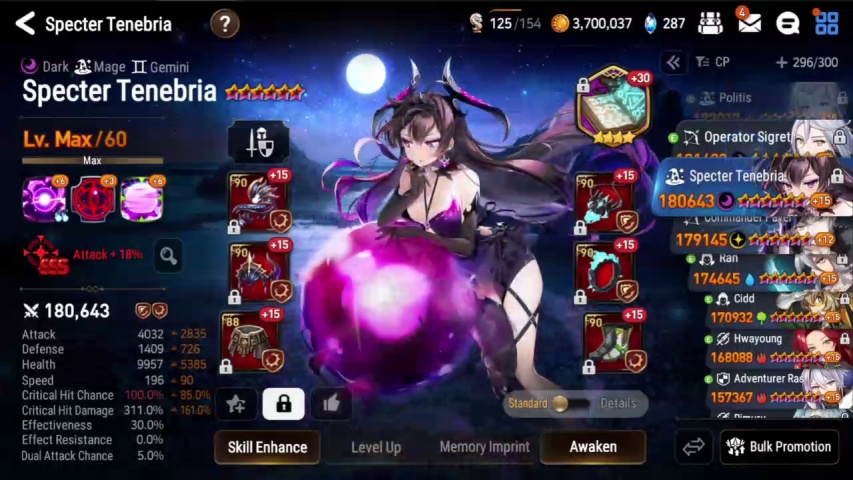 Specter Tenebria
?
125/154
3,700,037
287
4
Dark Mage Gemini
Specter Tenebria
Lv. Max/60
Max
+6
+3
+6
SSS
Attack + 18%
180,643
Attack 4032 2835
Defense 1409 726
Health 9957 5385
Speed 196 90
Critical Hit Chance 100.0% 85.0%
Critical Hit Damage 311.0% 161.0%
Effectiveness 30.0%
Effect Resistance 0.0%
Dual Attack Chance 5.0%
90 +15
90 +15
88 +15
+30
90 +15
90 +15
90 +15
Standard
Details
Skill Enhance
Level Up
Memory Imprint
Awaken
Bulk Promotion
CP
+ 296/300
Politis
Operator Sigret
Specter Tenebria
180643
+15
179145
+12
Ran
174645
+15
Cidd
170932
+15
Hwayoung
168088
+15
Adventurer Ras
157367
+15